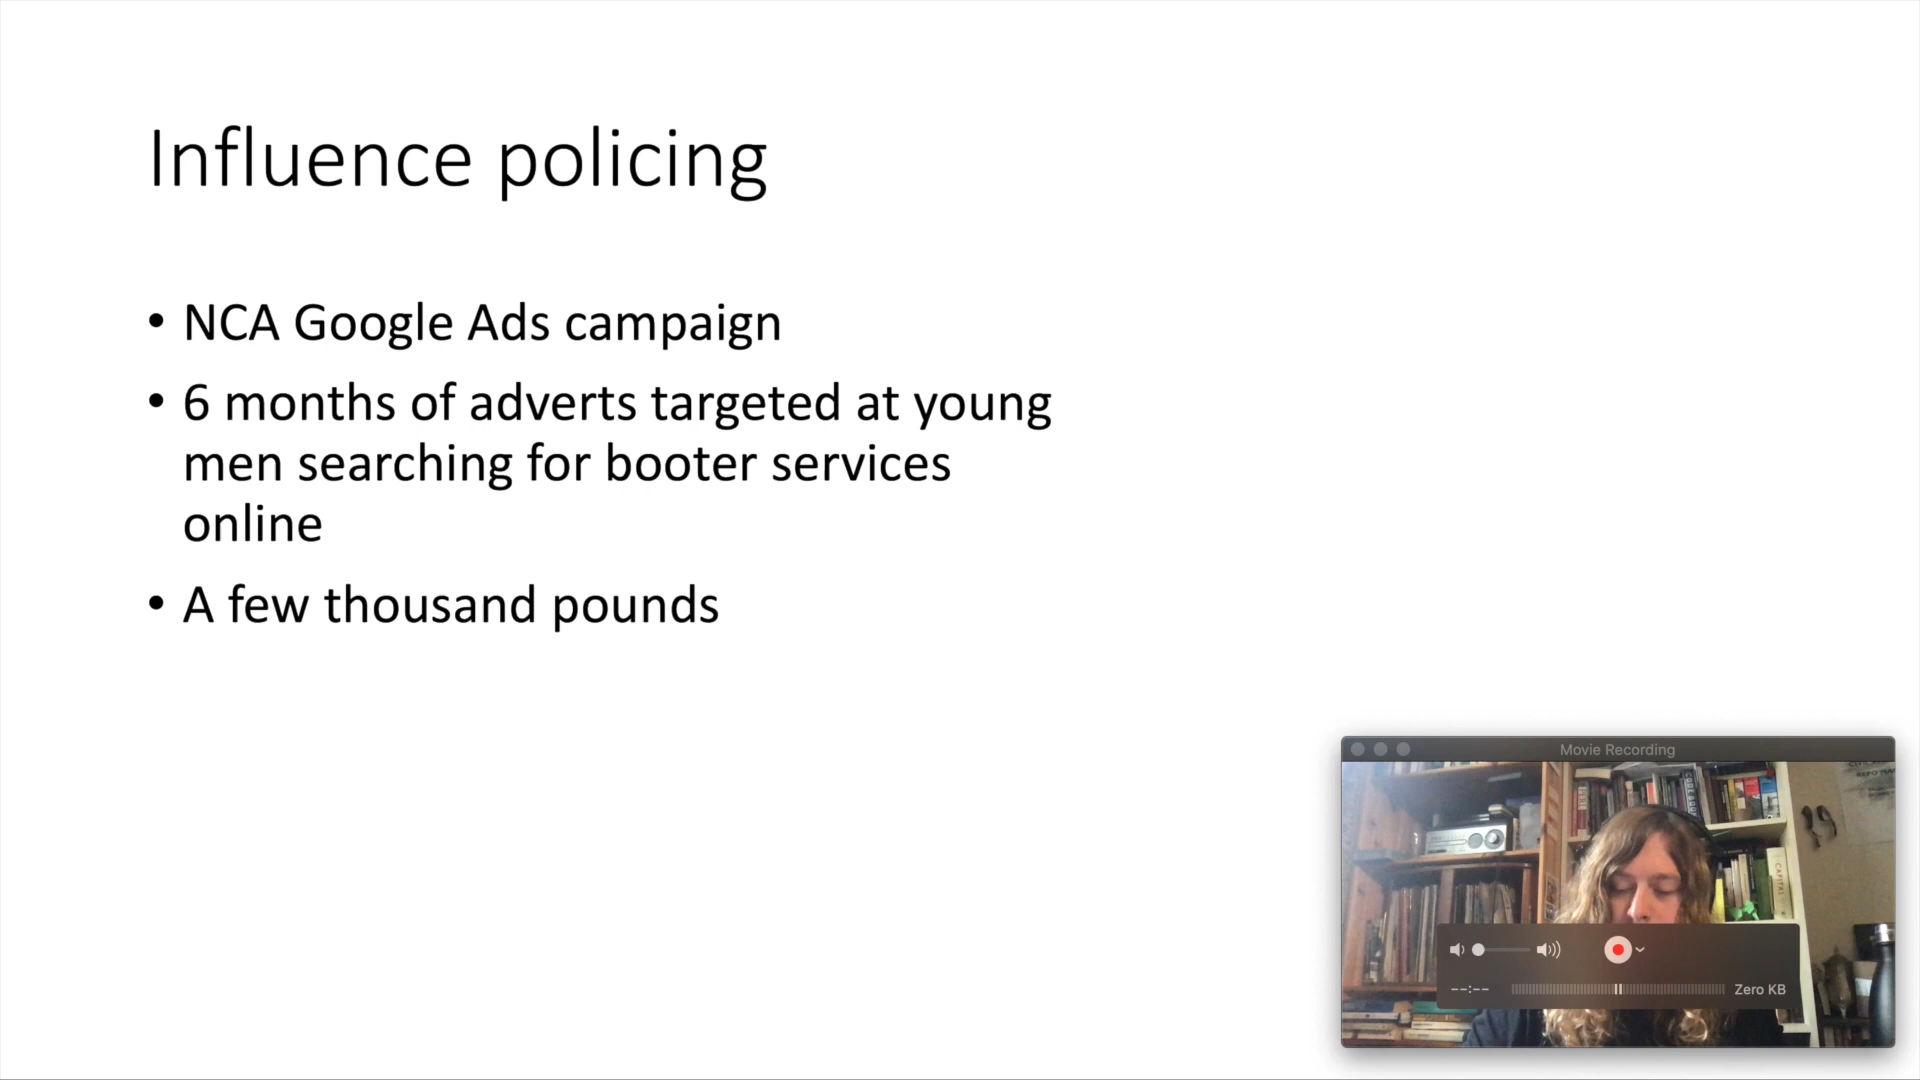 Influence policing
• NCA Google Ads campaign
• 6 months of adverts targeted at young
men searching for booter services
online
• A few thousand pounds
Movie Recording
CAPITAL
--:--
Zero KB